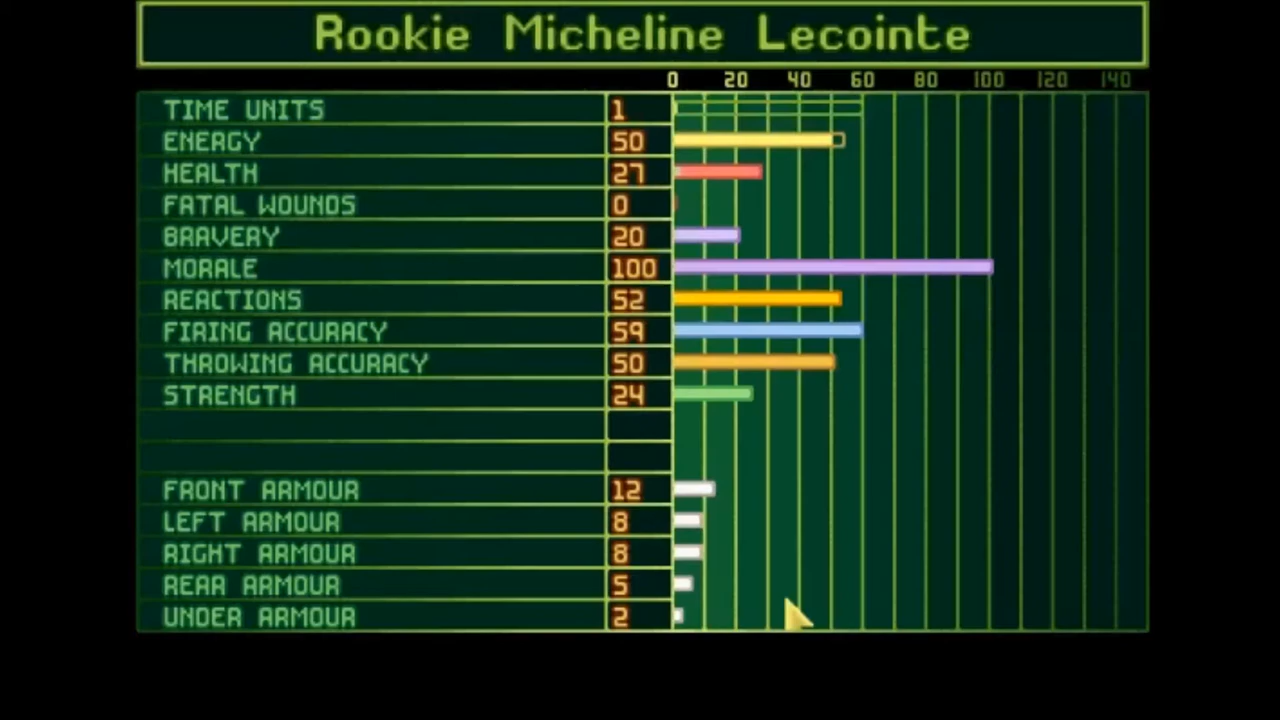 Rookie Micheline Lecointe
0 20 40 60 80 100 120 140
TIME UNITS 1
ENERGY 50
HEALTH 27
FATAL WOUNDS 0
BRAVERY 20
MORALE 100
REACTIONS 52
FIRING ACCURACY 59
THROWING ACCURACY 50
STRENGTH 24
FRONT ARMOUR 12
LEFT ARMOUR 8
RIGHT ARMOUR 8
REAR ARMOUR 5
UNDER ARMOUR 2